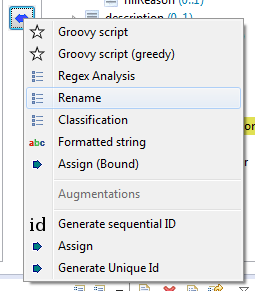 nilReason (0..1)
description (0..1)
Groovy script
Groovy script (greedy)
Regex Analysis
Rename
Classification
abc Formatted string
Assign (Bound)
Augmentations
id Generate sequential ID
Assign
Generate Unique Id